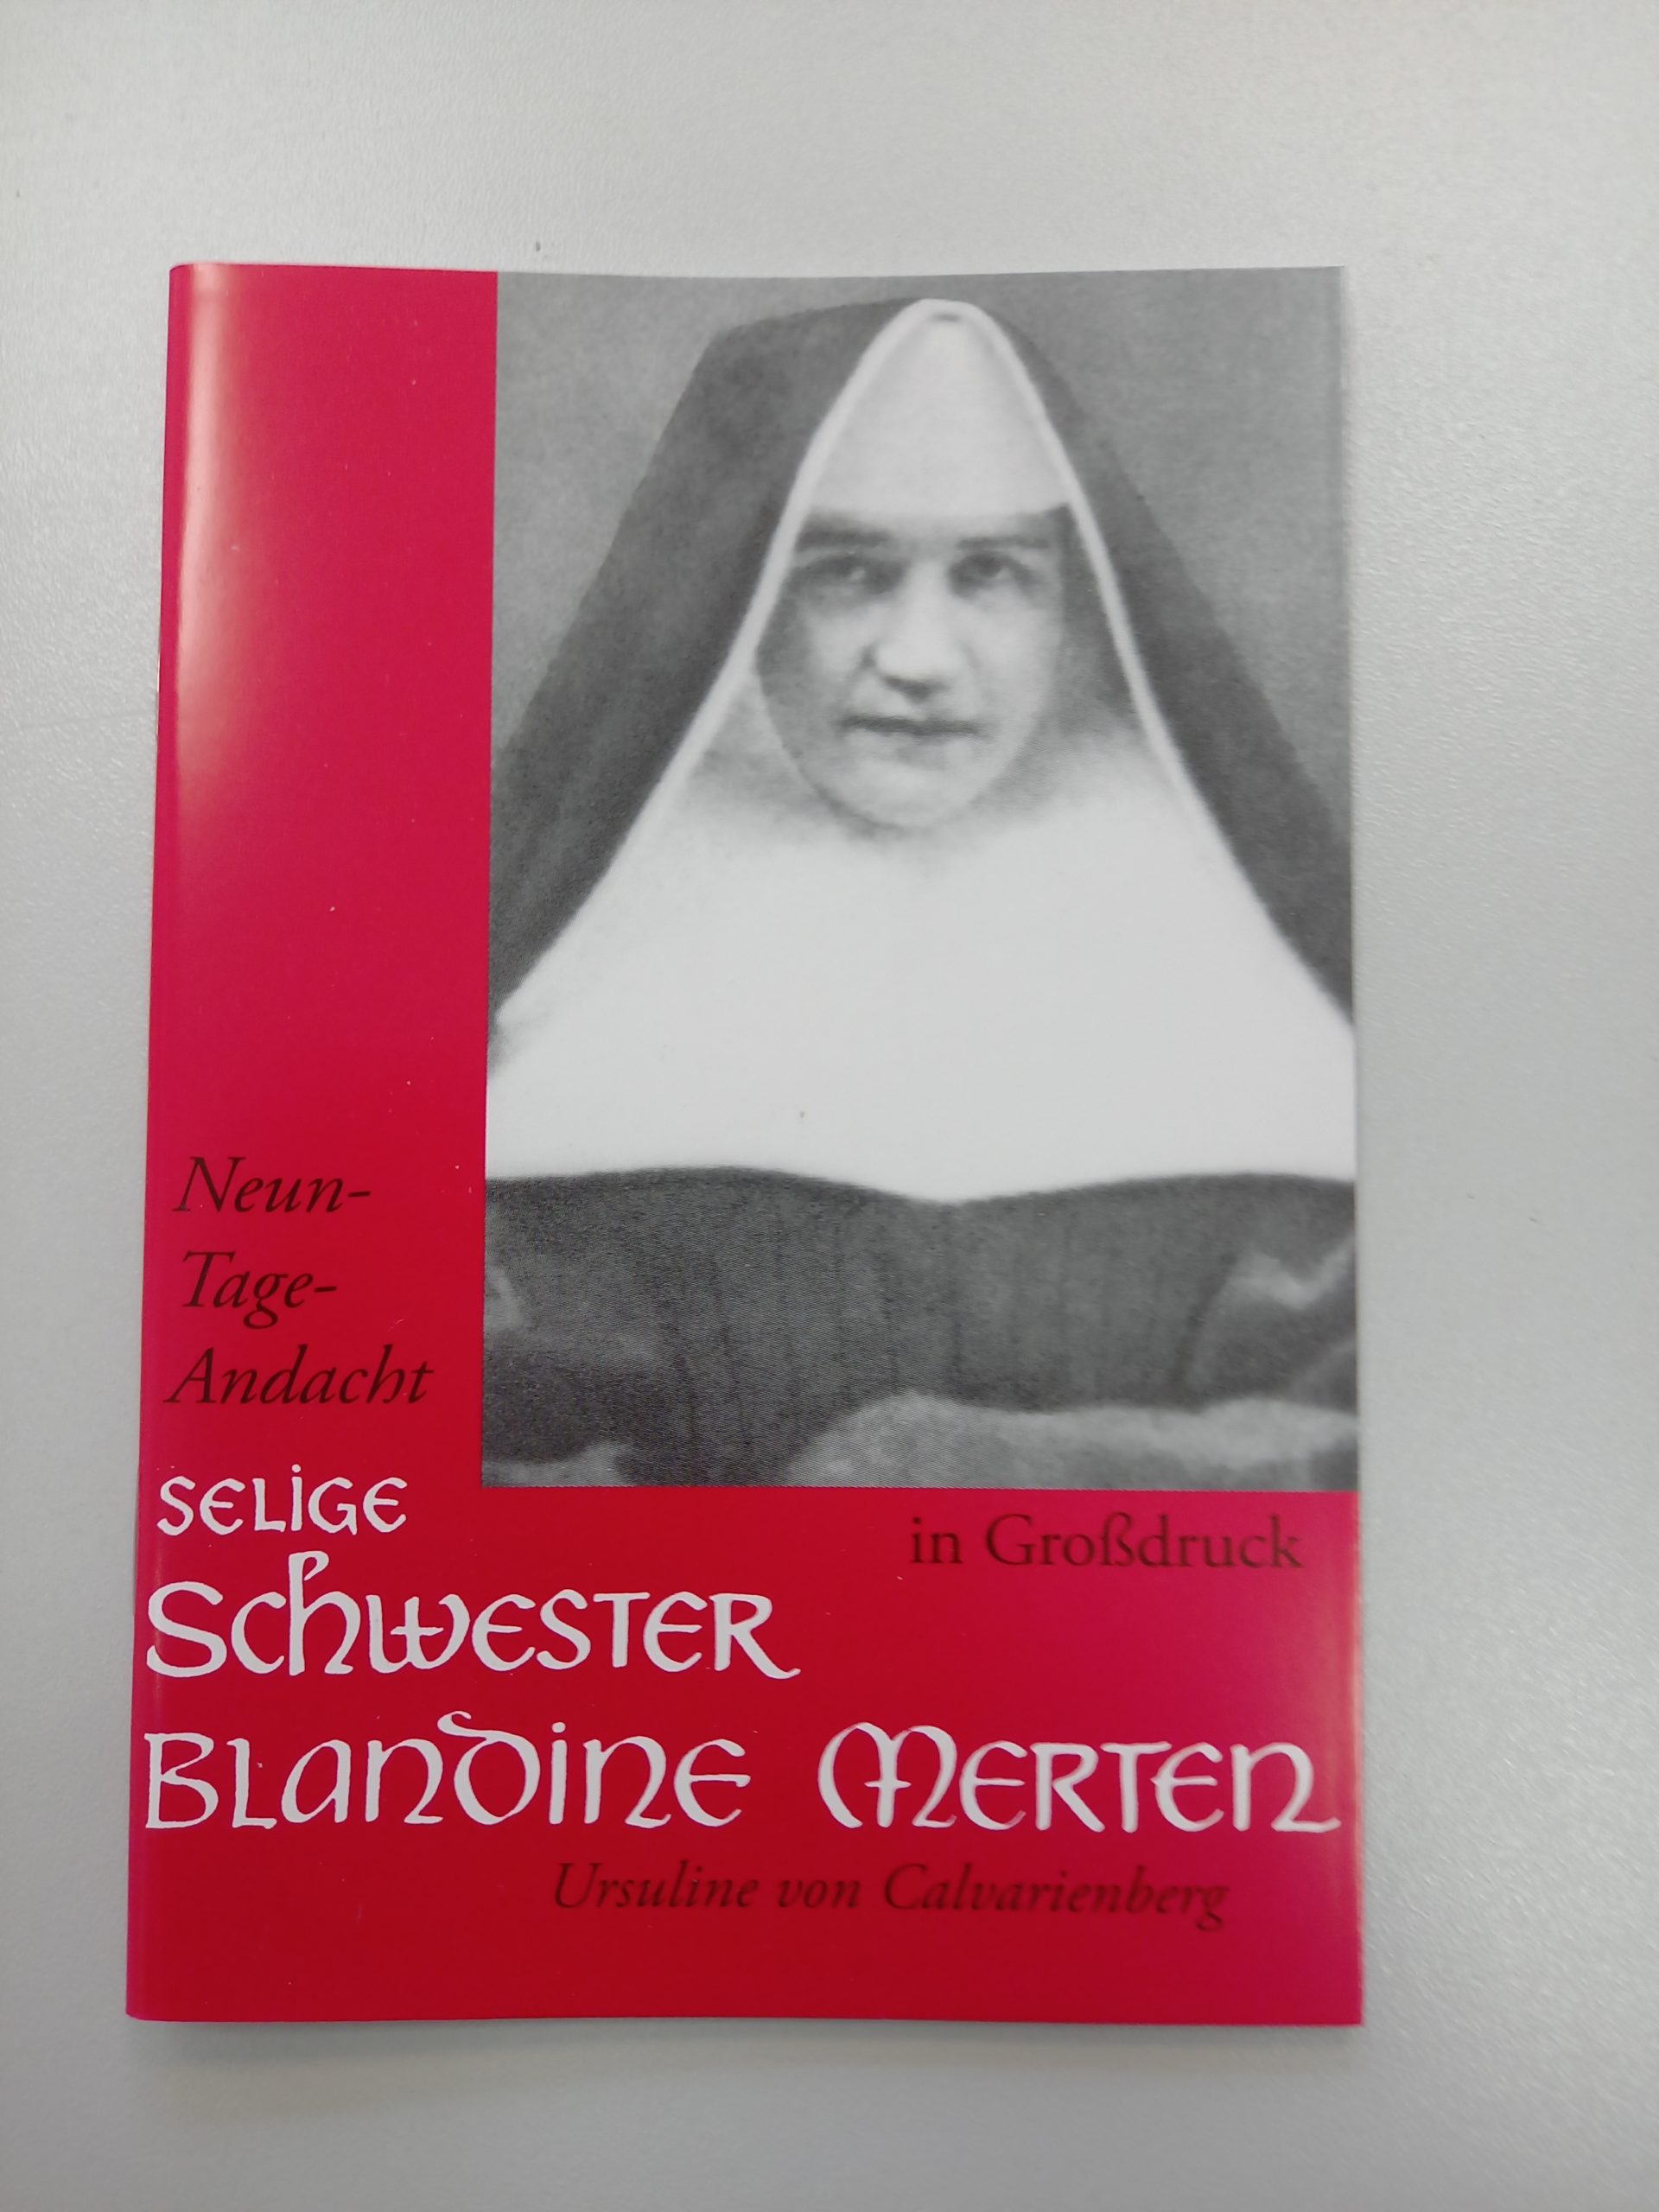 Neun-
Tage-
Andacht
SELIGE
in Großdruck
SCHWESTER
BLANDINE MERTEN
Ursuline von Calvarienberg